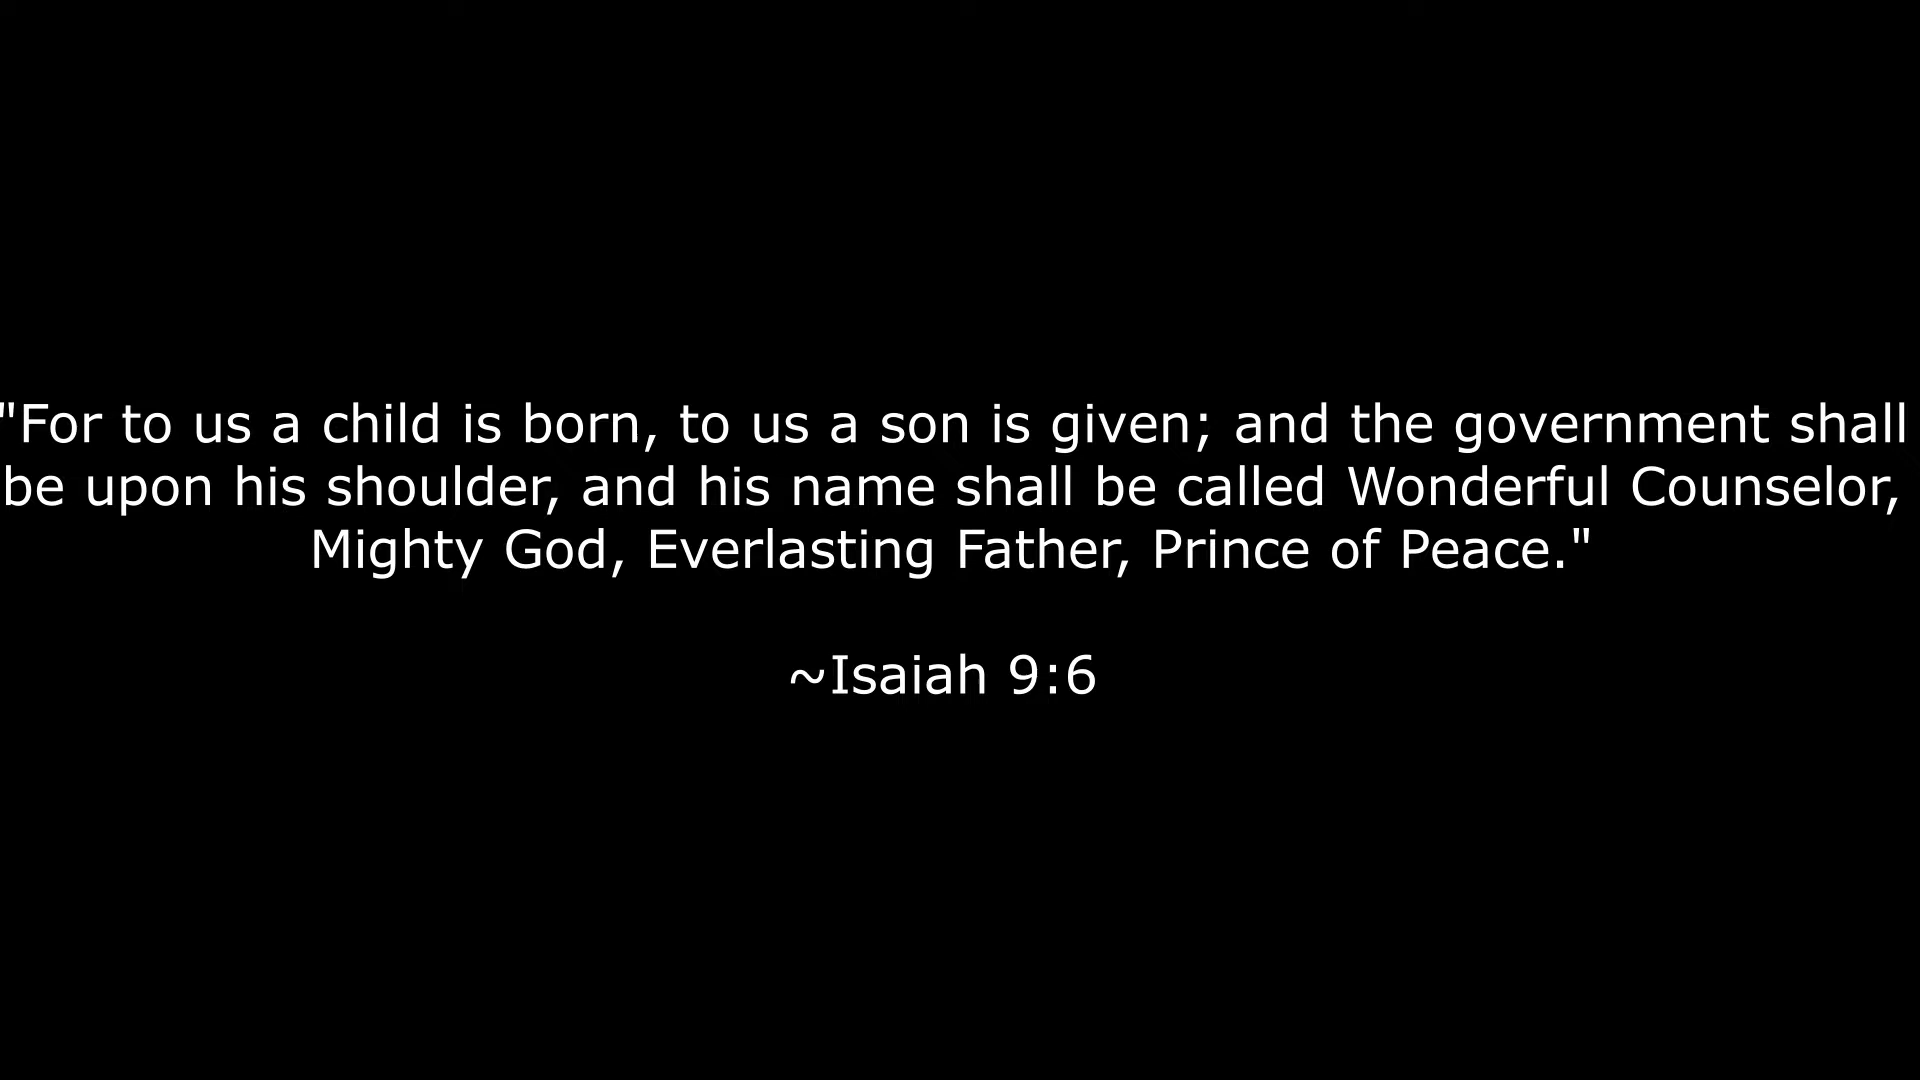 "For to us a child is born, to us a son is given; and the government shall
be upon his shoulder, and his name shall be called Wonderful Counselor,
Mighty God, Everlasting Father, Prince of Peace."
~Isaiah 9:6